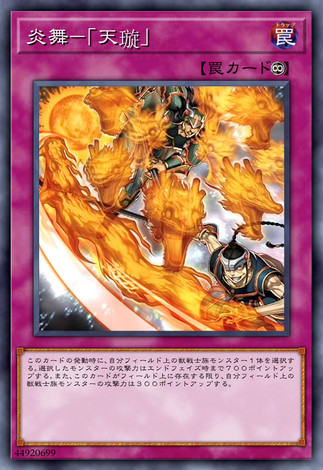 炎舞－「天璇」
トラップ
罠
【罠カード】
このカードの発動時に、自分フィールド上の獣戦士族モンスター１体を選択す
る。選択したモンスターの攻撃力はエンドフェイズ時まで７００ポイントアッ
プする。また、このカードがフィールド上に存在する限り、自分フィールド上の
獣戦士族モンスターの攻撃力は３００ポイントアップする。
44920699